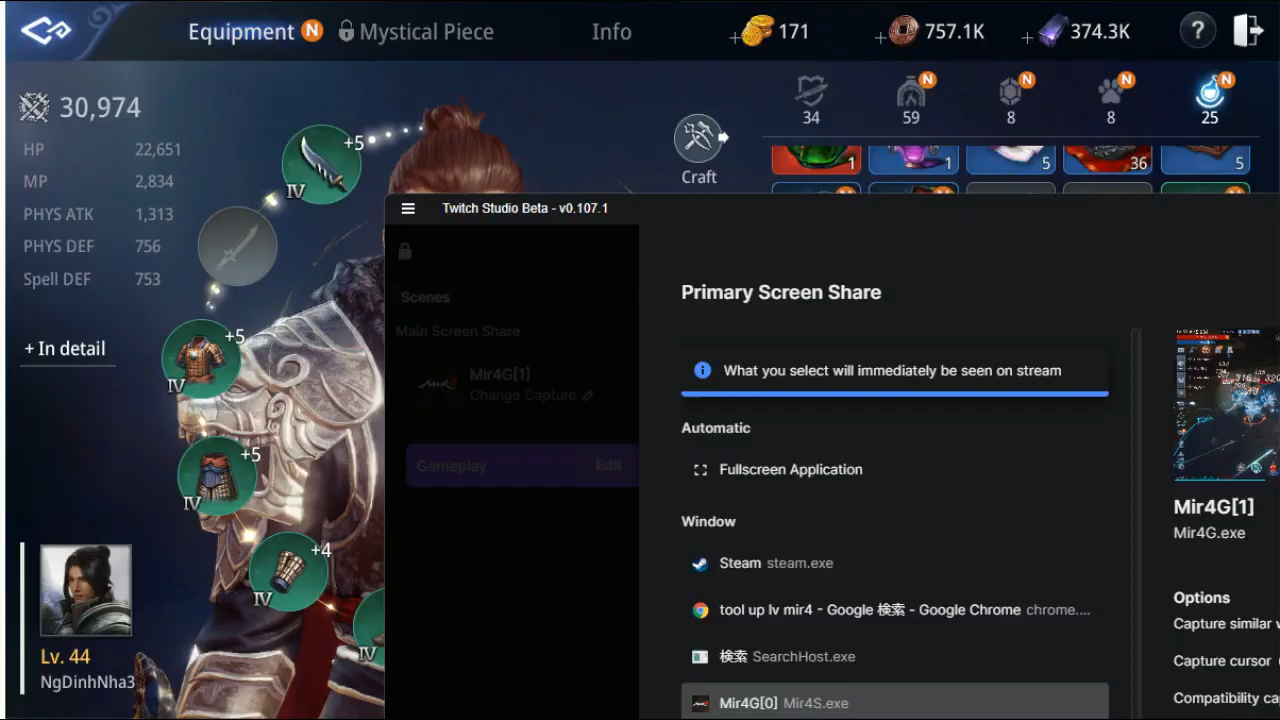 Equipment N Mystical Piece Info 171 757.1K 374.3K ?
30,974
HP 22,651
MP 2,834
PHYS ATK 1,313
PHYS DEF 756
Spell DEF 753
+ In detail
+5
IV
+5
IV
+5
IV
+4
IV
IV
Lv. 44
NgDinhNha3
Craft
N N N N
34 59 8 8 25
1 1 5 36 5
Twitch Studio Beta - v0.107.1
Scenes
Main Screen Share
Mir4G[1]
Change Capture
Gameplay Edit
Primary Screen Share
What you select will immediately be seen on stream
Automatic
Fullscreen Application
Window
Steam steam.exe
tool up lv mir4 - Google 検索 - Google Chrome chrome....
検索 SearchHost.exe
Mir4G[0] Mir4S.exe
Mir4G[1]
Mir4G.exe
Options
Capture similar
Capture cursor
Compatibility ca